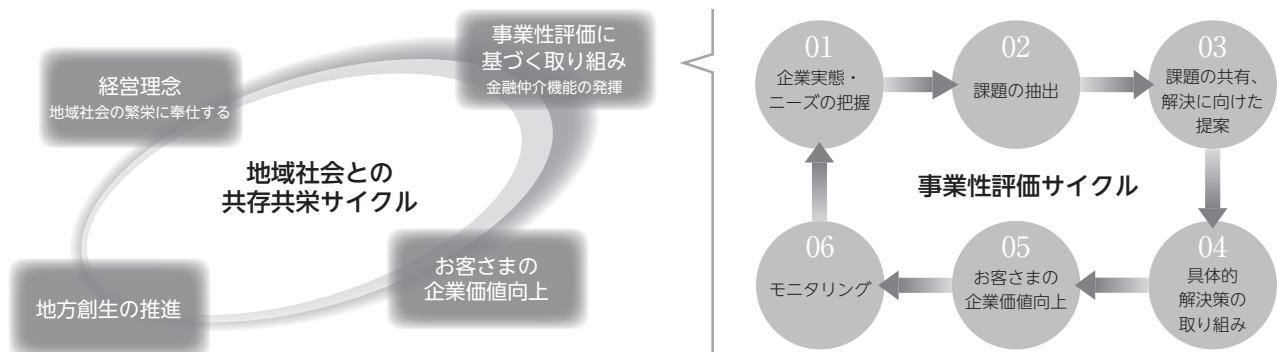 経営理念
地域社会の繁栄に奉仕する
事業性評価に
基づく取り組み
金融仲介機能の発揮
地域社会との
共存共栄サイクル
お客さまの
企業価値向上
地方創生の推進
01
企業実態・
ニーズの把握
02
課題の抽出
03
課題の共有、
解決に向けた
提案
事業性評価サイクル
04
具体的
解決策の
取り組み
05
お客さまの
企業価値向上
06
モニタリング